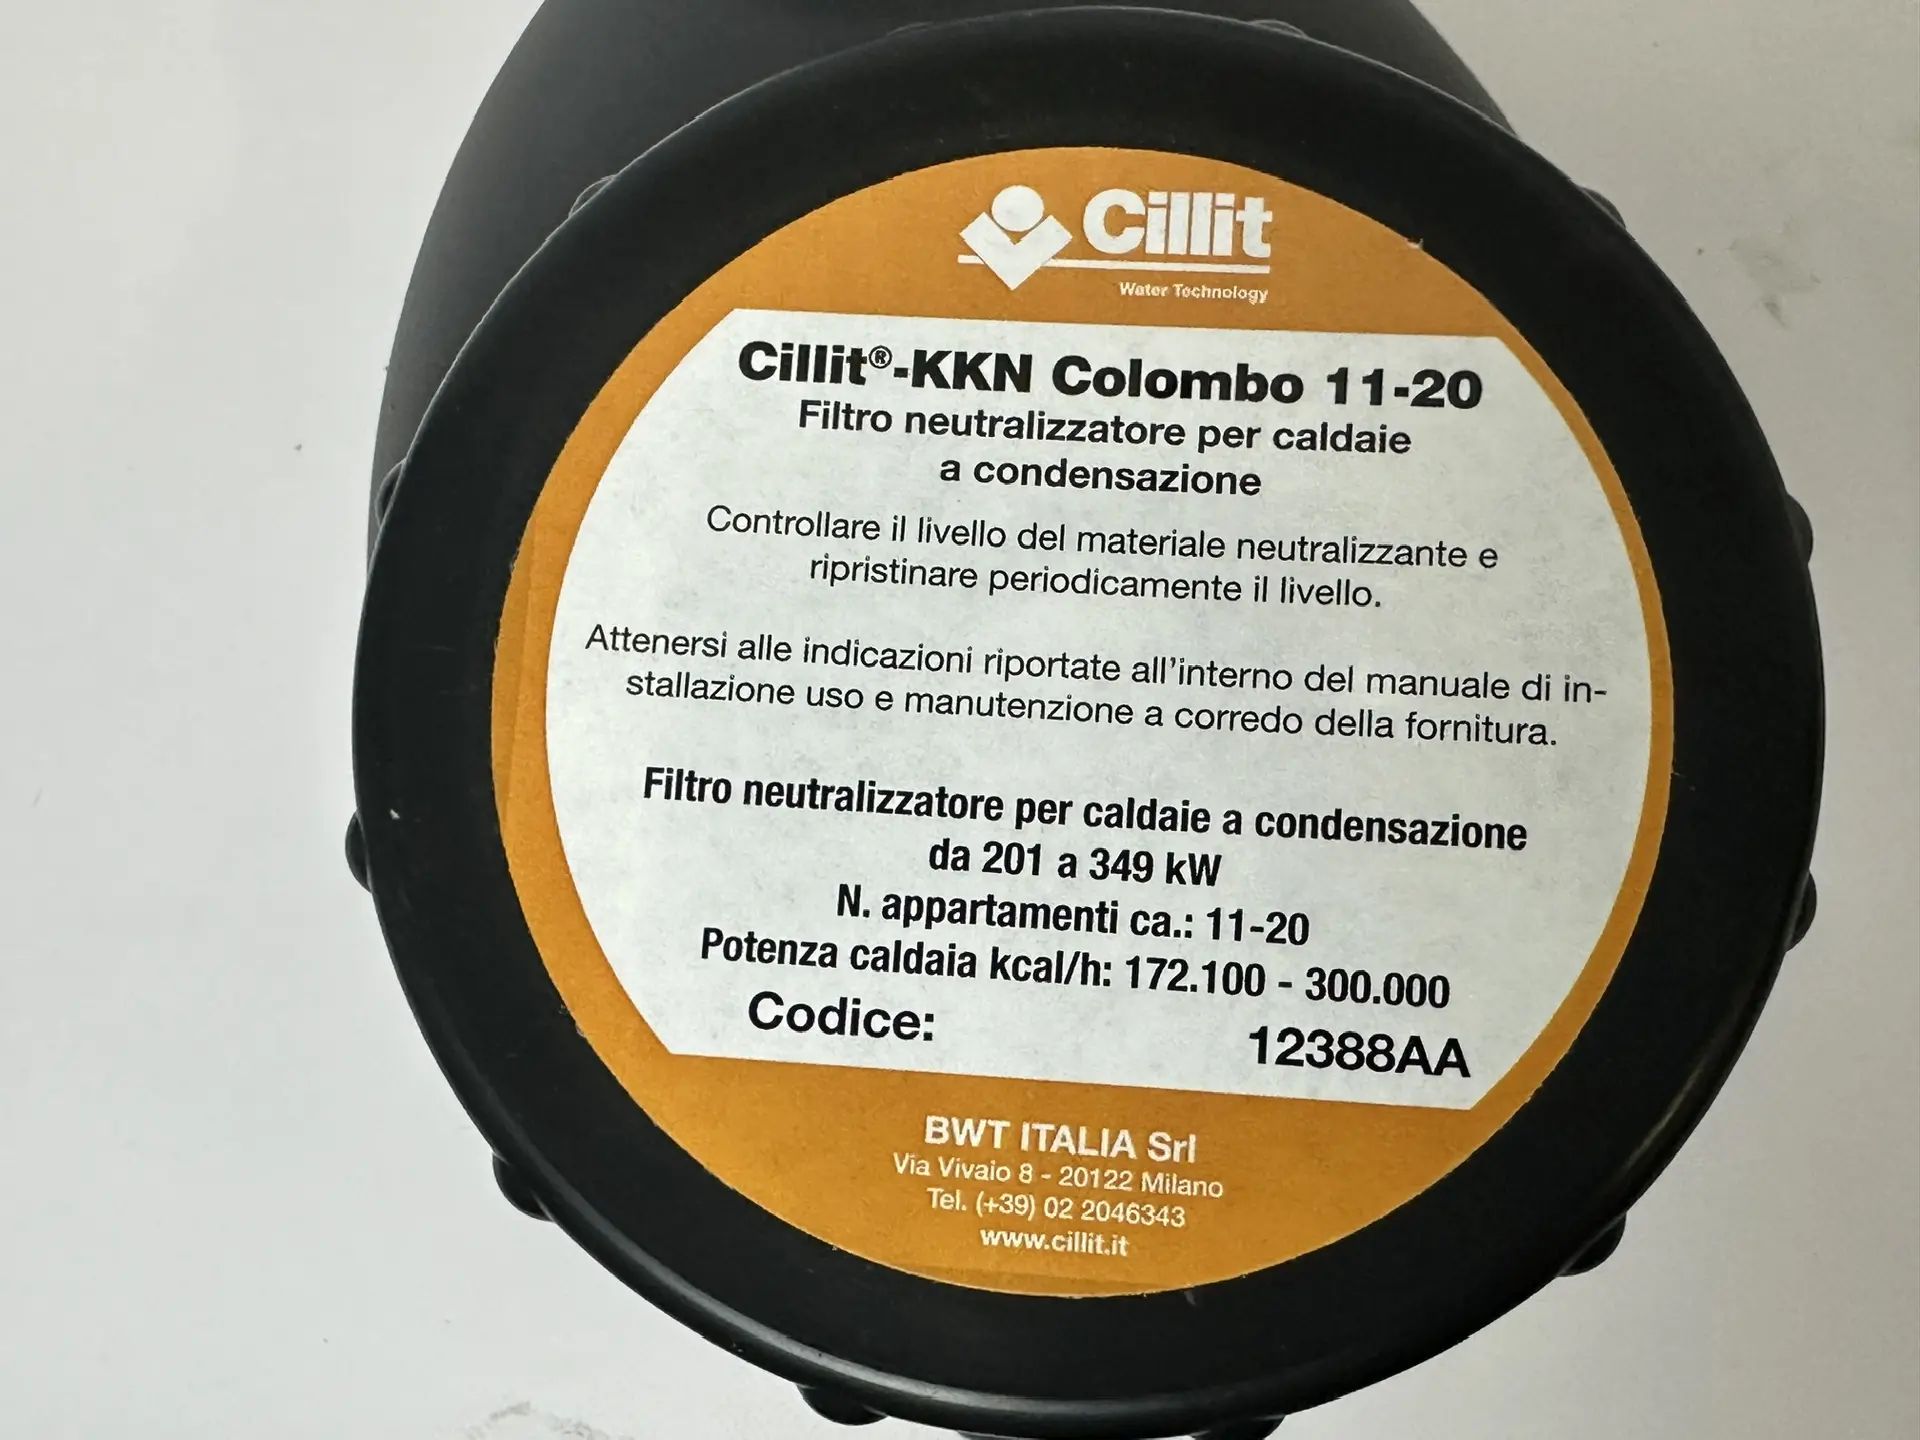 Cillit
Water Technology
Cillit®-KKN Colombo 11-20
Filtro neutralizzatore per caldaie
a condensazione
Controllare il livello del materiale neutralizzante e
ripristinare periodicamente il livello.
Attenersi alle indicazioni riportate all'interno del manuale di in-
stallazione uso e manutenzione a corredo della fornitura.
Filtro neutralizzatore per caldaie a condensazione
da 201 a 349 kW
N. appartamenti ca.: 11-20
Potenza caldaia kcal/h: 172.100 - 300.000
Codice: 12388AA
BWT ITALIA Srl
Via Vivaio 8 - 20122 Milano
Tel. (+39) 02 2046343
www.cillit.it